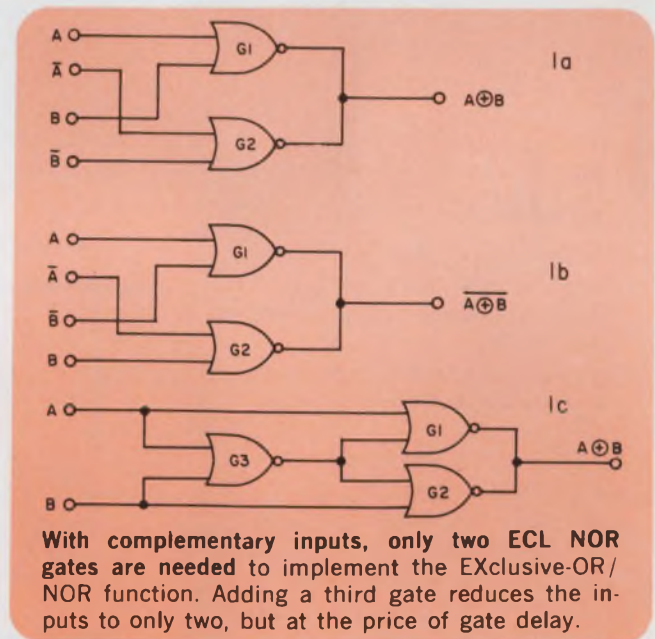 A
G1
Ia
Ā
A⊕B
B
G2
B̄
A
G1
Ib
Ā
A̅⊕̅B̅
B̄
G2
B
A
Ic
G1
A⊕B
G3
G2
B
With complementary inputs, only two ECL NOR
gates are needed to implement the EXclusive-OR/
NOR function. Adding a third gate reduces the in-
puts to only two, but at the price of gate delay.